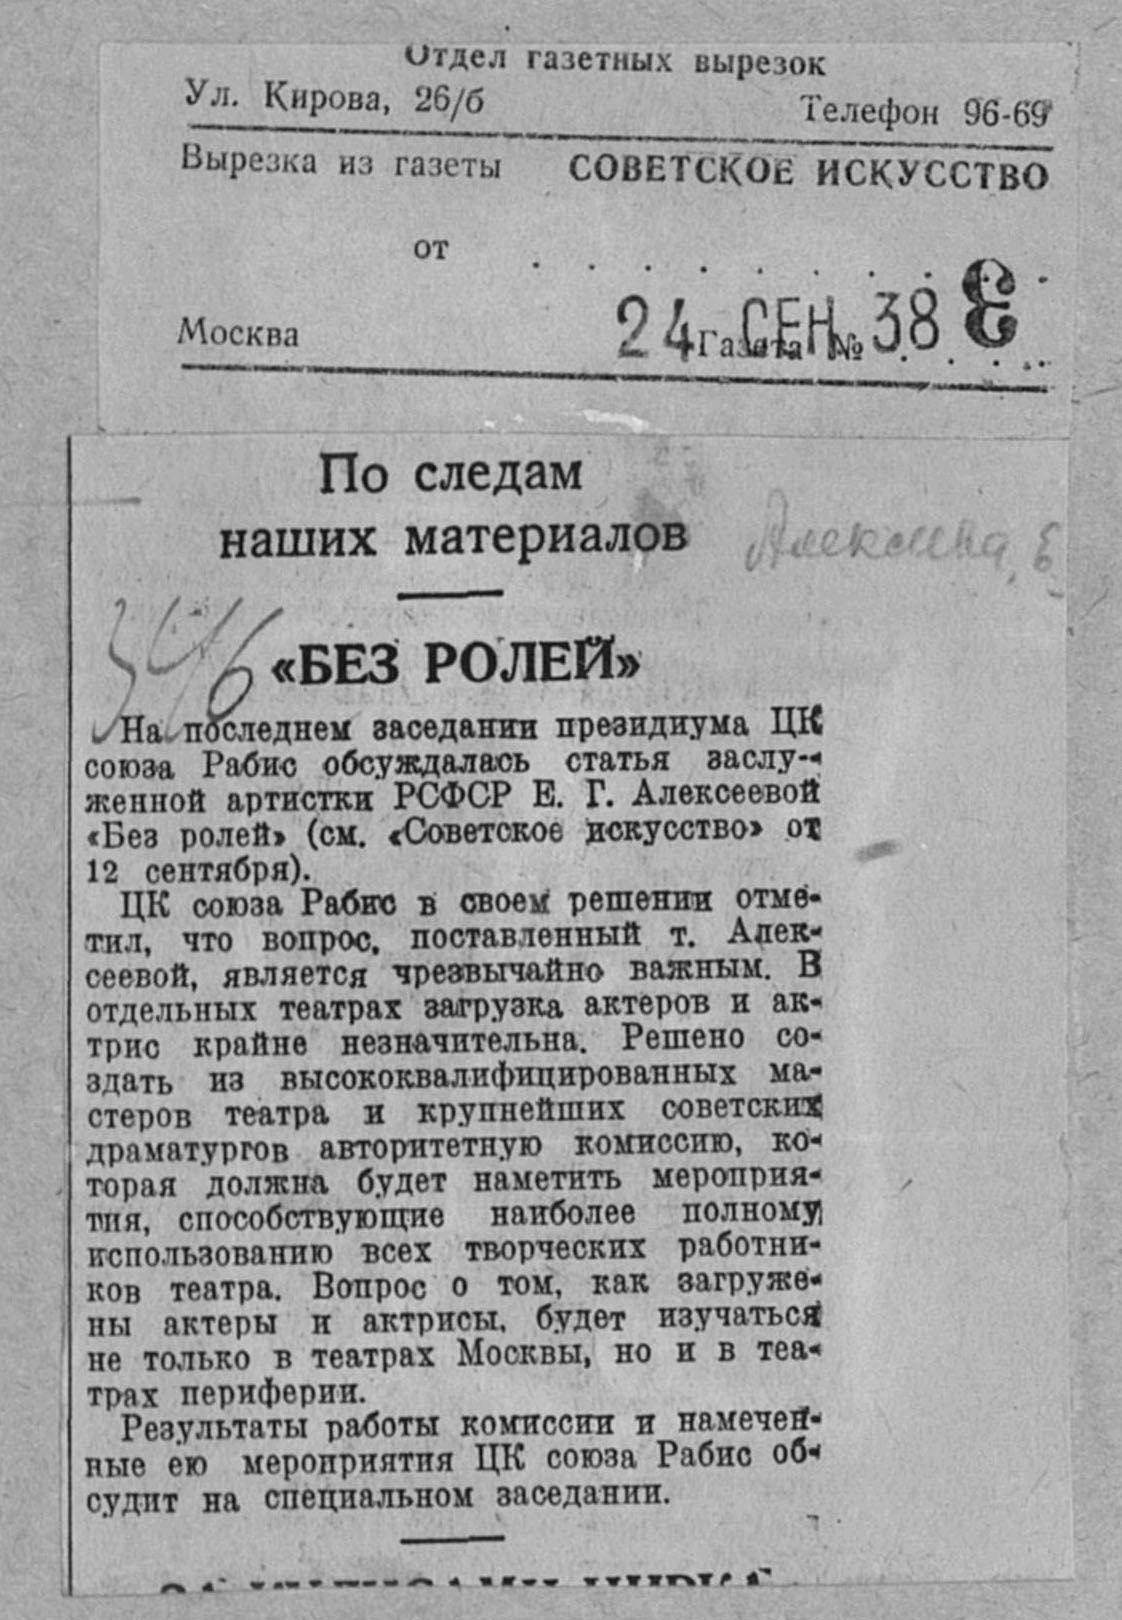 Отдел газетных вырезок
Ул. Кирова, 26/б Телефон 96-69
Вырезка из газеты СОВЕТСКОЕ ИСКУССТВО
от . . . . . . . . . .
24 СЕН 38
Москва Газета № . . . .
По следам
наших материалов
«БЕЗ РОЛЕЙ»
На последнем заседании президиума ЦК
союза Рабис обсуждалась статья заслу-
женной артистки РСФСР Е. Г. Алексеевой
«Без ролей» (см. «Советское искусство» от
12 сентября).
ЦК союза Рабис в своем решении отме-
тил, что вопрос, поставленный т. Алек-
сеевой, является чрезвычайно важным. В
отдельных театрах загрузка актеров и ак-
трис крайне незначительна. Решено со-
здать из высококвалифицированных ма-
стеров театра и крупнейших советских
драматургов авторитетную комиссию, ко-
торая должна будет наметить мероприя-
тия, способствующие наиболее полному
использованию всех творческих работни-
ков театра. Вопрос о том, как загруже-
ны актеры и актрисы, будет изучаться
не только в театрах Москвы, но и в теа-
трах периферии.
Результаты работы комиссии и намечен-
ные ею мероприятия ЦК союза Рабис об-
судит на специальном заседании.